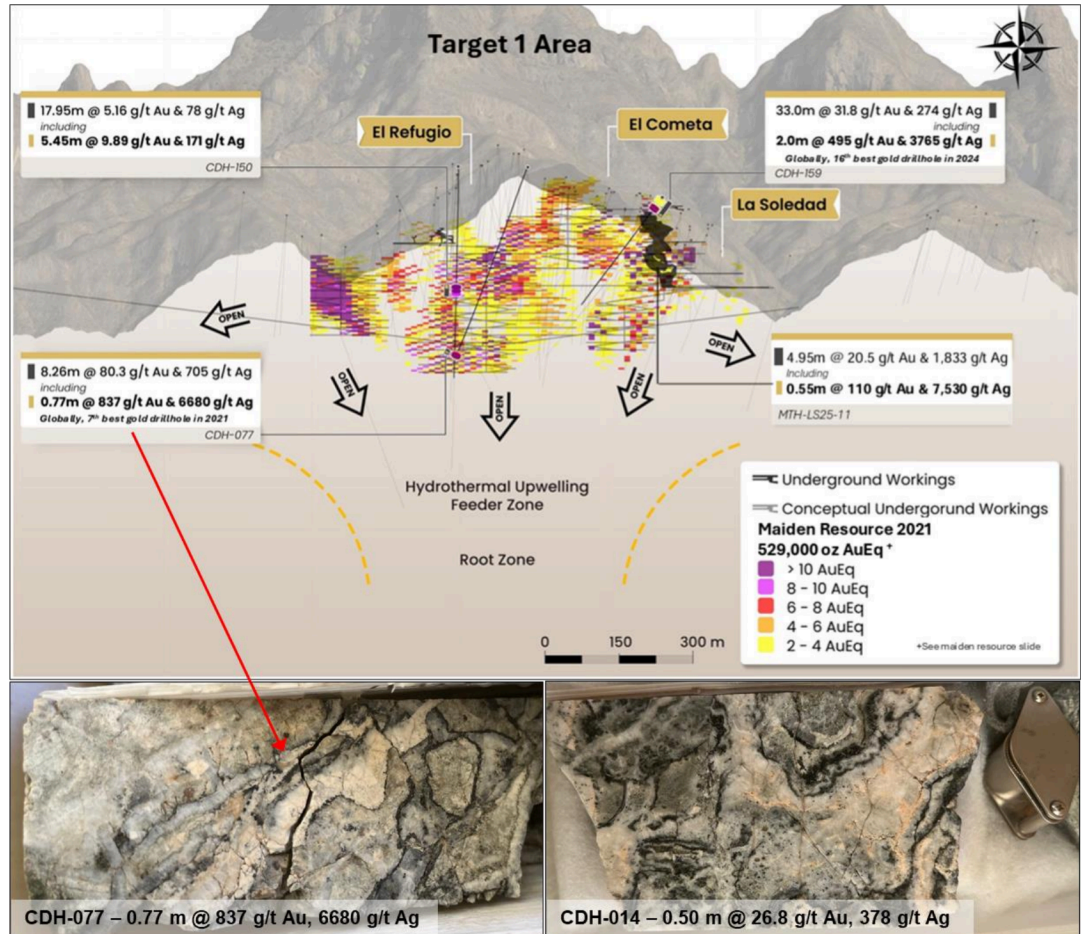 Target 1 Area
17.95m @ 5.16 g/t Au & 78 g/t Ag
including
5.45m @ 9.89 g/t Au & 171 g/t Ag
CDH-150
El Refugio
El Cometa
33.0m @ 31.8 g/t Au & 274 g/t Ag
including
2.0m @ 495 g/t Au & 3765 g/t Ag
Globally, 16th best gold drillhole in 2024
CDH-159
La Soledad
OPEN
OPEN
OPEN
OPEN
OPEN
8.26m @ 80.3 g/t Au & 705 g/t Ag
including
0.77m @ 837 g/t Au & 6680 g/t Ag
Globally, 7th best gold drillhole in 2021
CDH-077
4.95m @ 20.5 g/t Au & 1,833 g/t Ag
Including
0.55m @ 110 g/t Au & 7,530 g/t Ag
MTH-LS25-11
Hydrothermal Upwelling
Feeder Zone
Root Zone
0 150 300 m
Underground Workings
Conceptual Undergorund Workings
Maiden Resource 2021
529,000 oz AuEq +
> 10 AuEq
8 - 10 AuEq
6 - 8 AuEq
4 - 6 AuEq
2 - 4 AuEq
+See maiden resource slide
CDH-077 – 0.77 m @ 837 g/t Au, 6680 g/t Ag
CDH-014 – 0.50 m @ 26.8 g/t Au, 378 g/t Ag